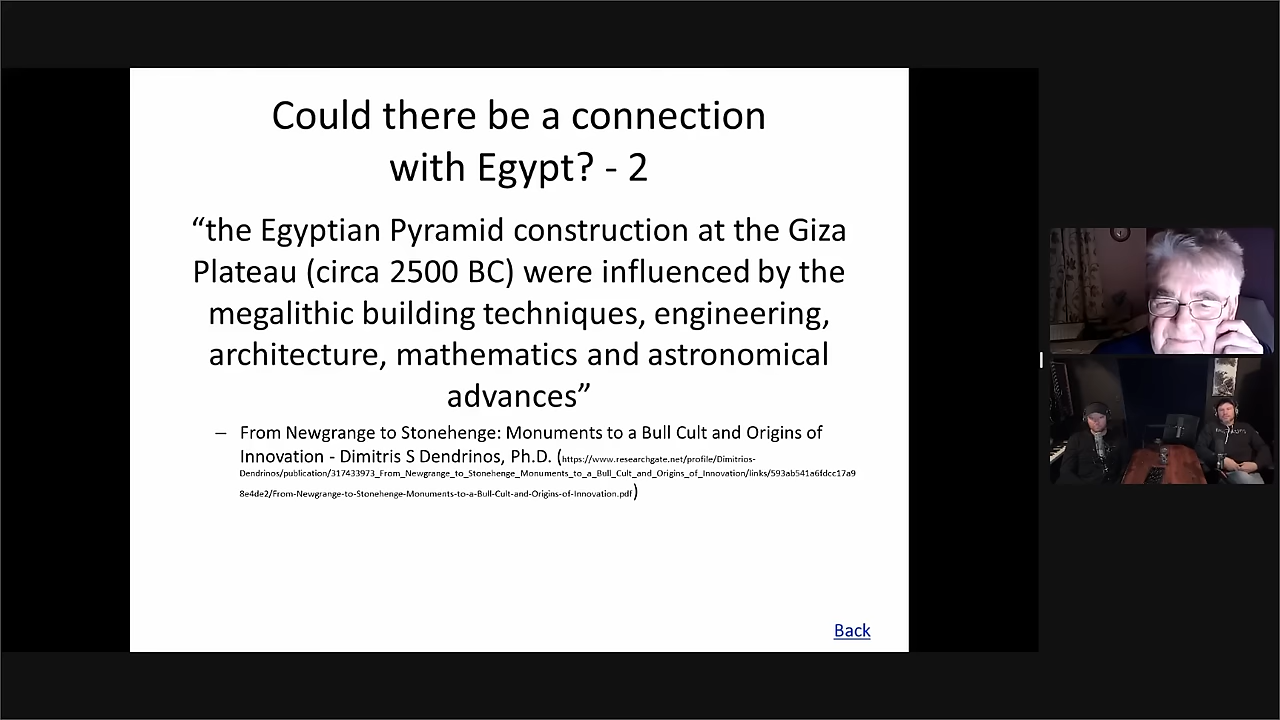 Could there be a connection
with Egypt? - 2
“the Egyptian Pyramid construction at the Giza
Plateau (circa 2500 BC) were influenced by the
megalithic building techniques, engineering,
architecture, mathematics and astronomical
advances”
– From Newgrange to Stonehenge: Monuments to a Bull Cult and Origins of
Innovation - Dimitris S Dendrinos, Ph.D. (https://www.researchgate.net/profile/Dimitrios-
Dendrinos/publication/317433973_From_Newgrange_to_Stonehenge_Monuments_to_a_Bull_Cult_and_Origins_of_Innovation/links/593ab541a6fdcc17a9
8e4de2/From-Newgrange-to-Stonehenge-Monuments-to-a-Bull-Cult-and-Origins-of-Innovation.pdf)
Back